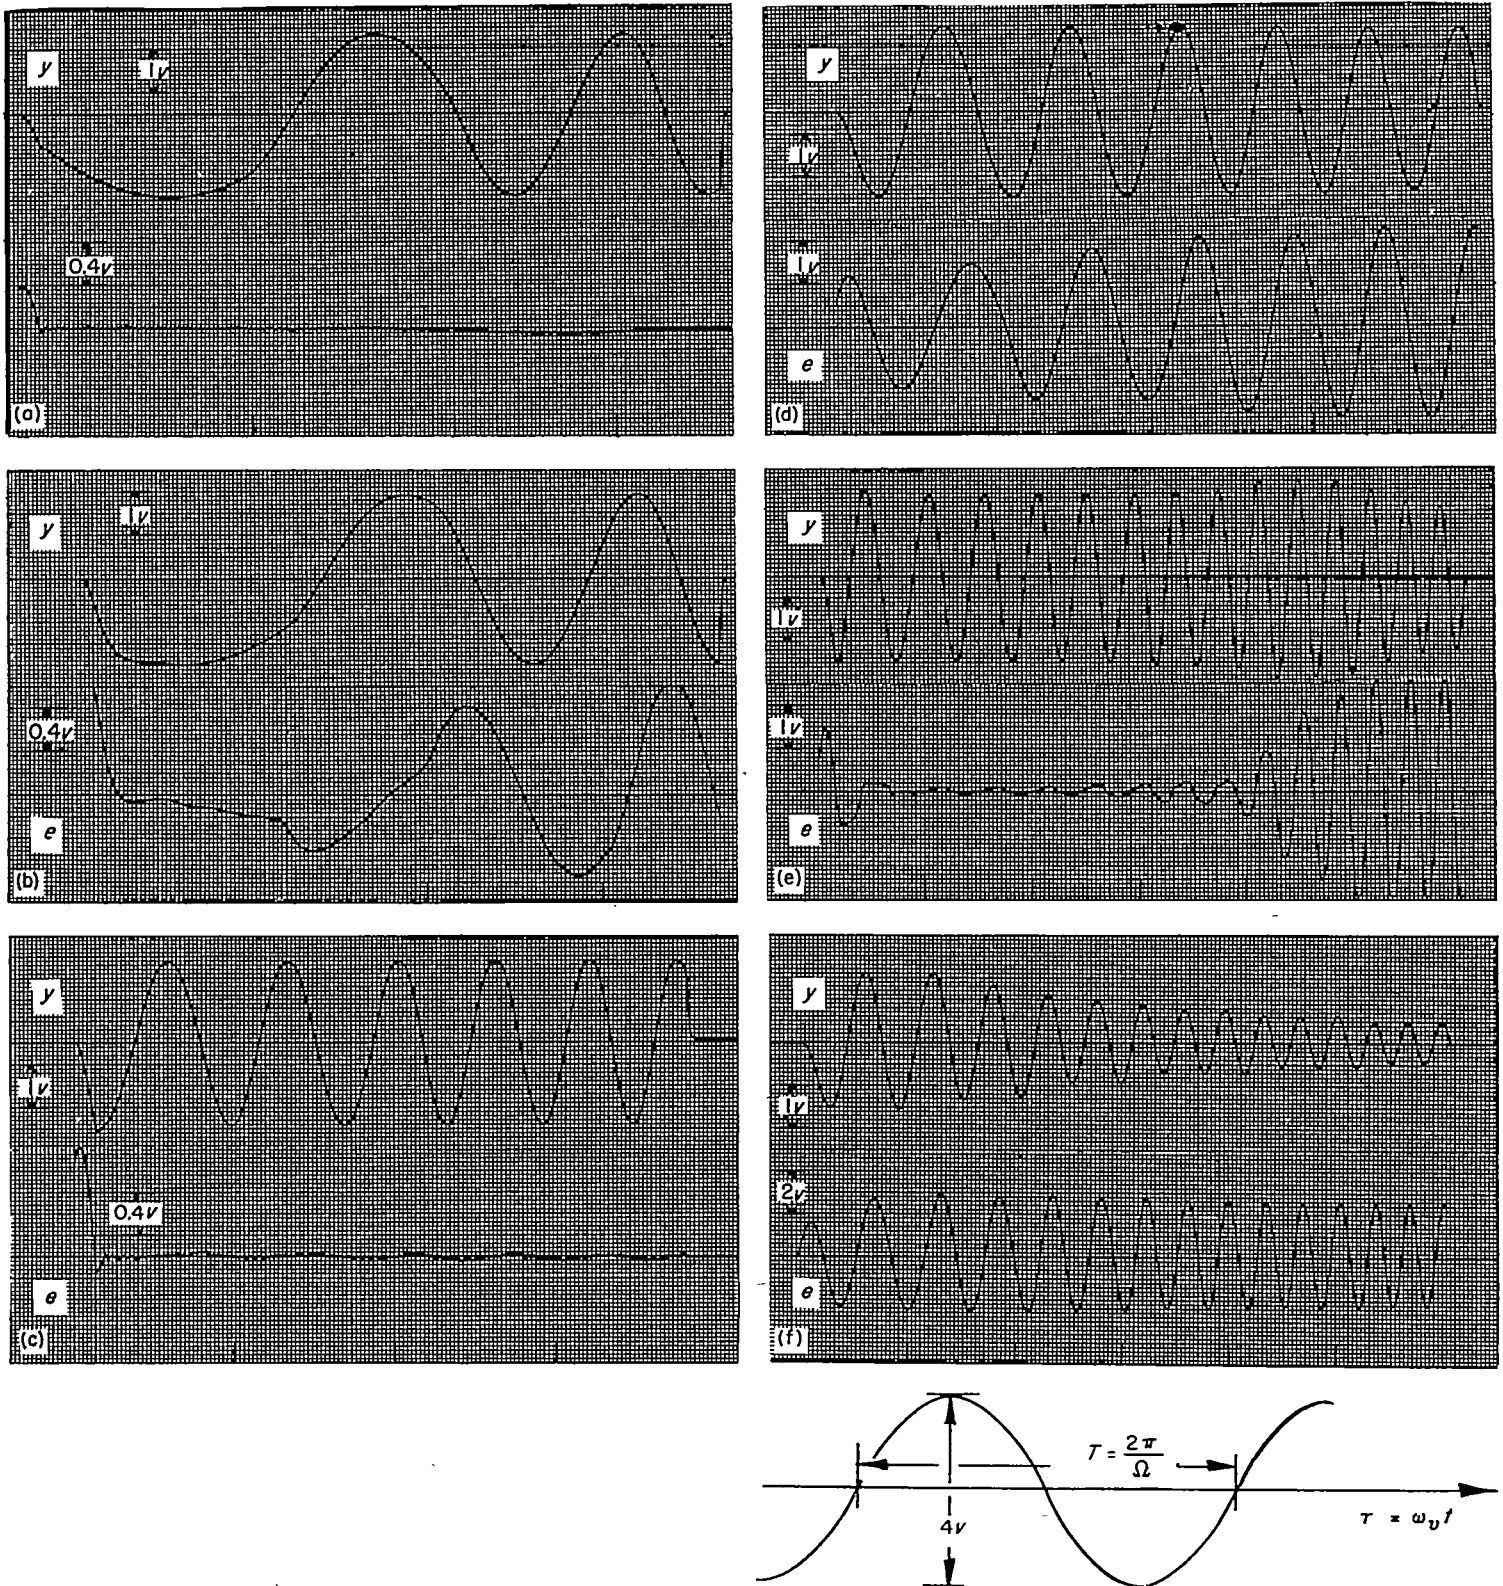 y
1v
0.4v
(a)
y
1v
0.4v
e
(b)
y
1v
0.4v
e
(c)
y
1v
1v
e
(d)
y
1v
1v
e
(e)
y
1v
2v
e
(f)
T = 2π/Ω
4v
τ = ω_v t